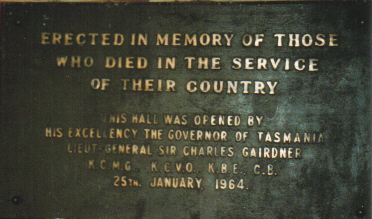 ERECTED IN MEMORY OF THOSE
WHO DIED IN THE SERVICE
OF THEIR COUNTRY
THIS HALL WAS OPENED BY
HIS EXCELLENCY THE GOVERNOR OF TASMANIA
LIEUT-GENERAL SIR CHARLES GAIRDNER
K.C.M.G., K.C.V.O., K.B.E., C.B.
25TH. JANUARY 1964.